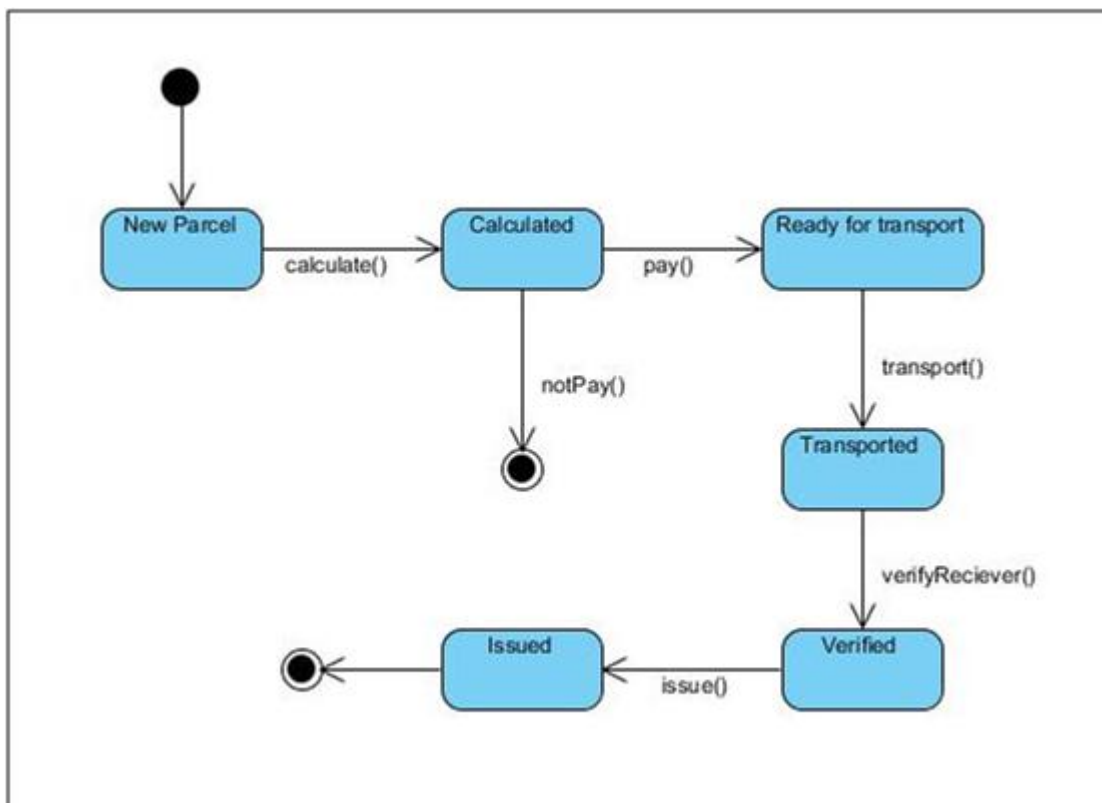 New Parcel
calculate()
Calculated
pay()
Ready for transport
notPay()
transport()
Transported
verifyReciever()
Verified
issue()
Issued